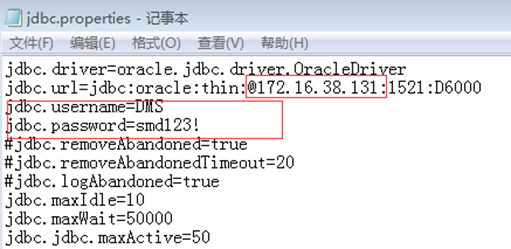 jdbc.properties - 记事本
文件(F) 编辑(E) 格式(O) 查看(V) 帮助(H)
jdbc.driver=oracle.jdbc.driver.OracleDriver
jdbc.url=jdbc:oracle:thin:@172.16.38.131:1521:D6000
jdbc.username=DMS
jdbc.password=smd123!
#jdbc.removeAbandoned=true
#jdbc.removeAbandonedTimeout=20
#jdbc.logAbandoned=true
jdbc.maxIdle=10
jdbc.maxWait=50000
jdbc.jdbc.maxActive=50